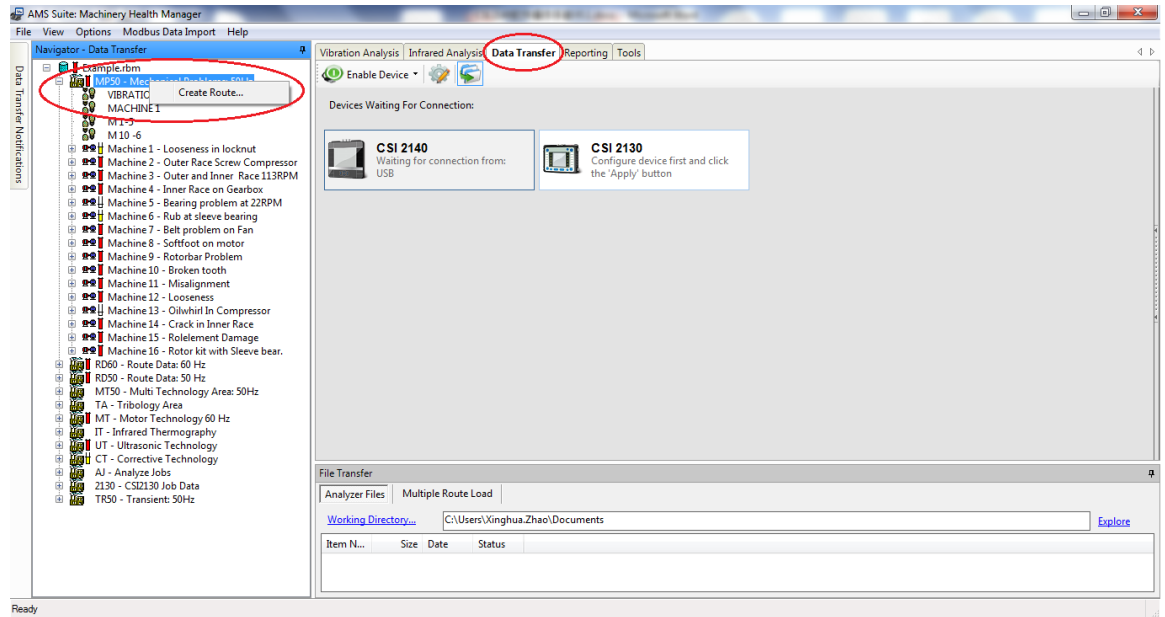 AMS Suite: Machinery Health Manager
File View Options Modbus Data Import Help
Navigator - Data Transfer
Data Transfer Notifications
Example.rbm
MP50 - Mechanical Problems: 50Hz
Create Route...
VIBRATIO
MACHINE 1
M 1-5
M 10 -6
Machine 1 - Looseness in locknut
Machine 2 - Outer Race Screw Compressor
Machine 3 - Outer and Inner Race 113RPM
Machine 4 - Inner Race on Gearbox
Machine 5 - Bearing problem at 22RPM
Machine 6 - Rub at sleeve bearing
Machine 7 - Belt problem on Fan
Machine 8 - Softfoot on motor
Machine 9 - Rotorbar Problem
Machine 10 - Broken tooth
Machine 11 - Misalignment
Machine 12 - Looseness
Machine 13 - Oilwhirl In Compressor
Machine 14 - Crack in Inner Race
Machine 15 - Rolelement Damage
Machine 16 - Rotor kit with Sleeve bear.
RD60 - Route Data: 60 Hz
RD50 - Route Data: 50 Hz
MT50 - Multi Technology Area: 50Hz
TA - Tribology Area
MT - Motor Technology 60 Hz
IT - Infrared Thermography
UT - Ultrasonic Technology
CT - Corrective Technology
AJ - Analyze Jobs
2130 - CSI2130 Job Data
TR50 - Transient: 50Hz
Vibration Analysis Infrared Analysis Data Transfer Reporting Tools
Enable Device
Devices Waiting For Connection:
CSI 2140
Waiting for connection from:
USB
CSI 2130
Configure device first and click
the 'Apply' button
File Transfer
Analyzer Files Multiple Route Load
Working Directory... C:\Users\Xinghua.Zhao\Documents Explore
Item N... Size Date Status
Ready